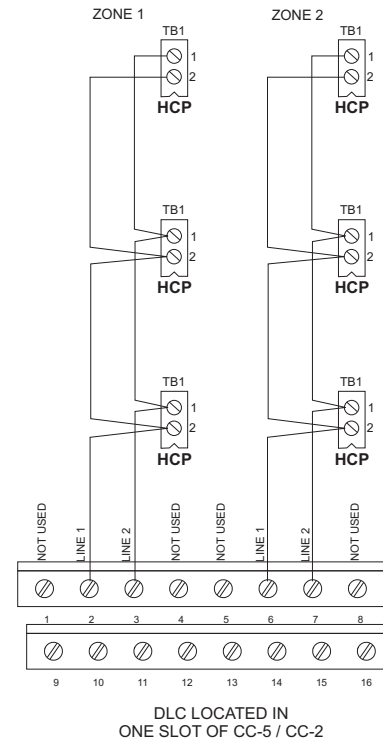 ZONE 1 ZONE 2
TB1 TB1
1 1
2 2
HCP HCP
TB1 TB1
1 1
2 2
HCP HCP
TB1 TB1
1 1
2 2
HCP HCP
NOT USED LINE 1 LINE 2 NOT USED NOT USED LINE 1 LINE 2 NOT USED
1 2 3 4 5 6 7 8
9 10 11 12 13 14 15 16
DLC LOCATED IN
ONE SLOT OF CC-5 / CC-2